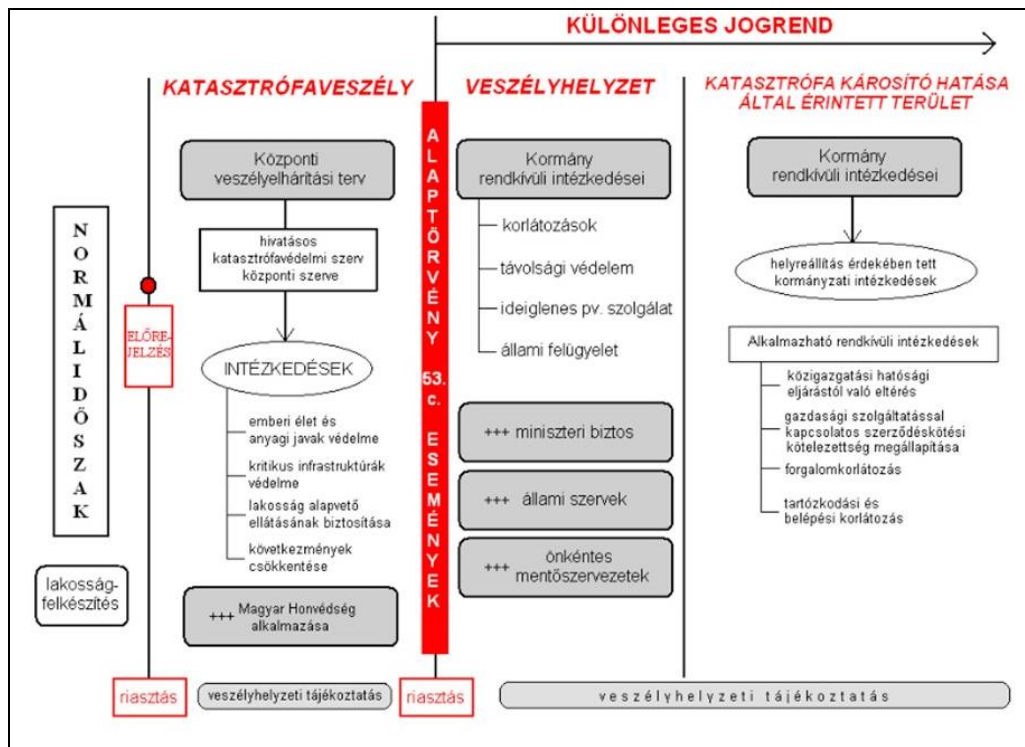 KÜLÖNLEGES JOGREND
NORMÁLIDŐSZAK
lakosság-
felkészítés
ELŐRE-
JELZÉS
riasztás
KATASZTRÓFAVESZÉLY
Központi
veszélyelhárítási terv
hivatásos
katasztrófavédelmi szerv
központi szerve
INTÉZKEDÉSEK
emberi élet és
anyagi javak védelme
kritikus infrastruktúrák
védelme
lakosság alapvető
ellátásának biztosítása
következmények
csökkentése
+++ Magyar Honvédség
alkalmazása
veszélyhelyzeti tájékoztatás
ALAPTÖRVÉNY 53. c. ESEMÉNYEK
riasztás
VESZÉLYHELYZET
Kormány
rendkívüli intézkedései
korlátozások
távolsági védelem
ideiglenes pv. szolgálat
állami felügyelet
+++ miniszteri biztos
+++ állami szervek
+++ önkéntes
mentőszervezetek
KATASZTRÓFA KÁROSÍTÓ HATÁSA
ÁLTAL ÉRINTETT TERÜLET
Kormány
rendkívüli intézkedései
helyreállítás érdekében tett
kormányzati intézkedések
Alkalmazható rendkívüli intézkedések
közigazgatási hatósági
eljárástól való eltérés
gazdasági szolgáltatással
kapcsolatos szerződéskötési
kötelezettség megállapítása
forgalomkorlátozás
tartózkodási és
belépési korlátozás
veszélyhelyzeti tájékoztatás